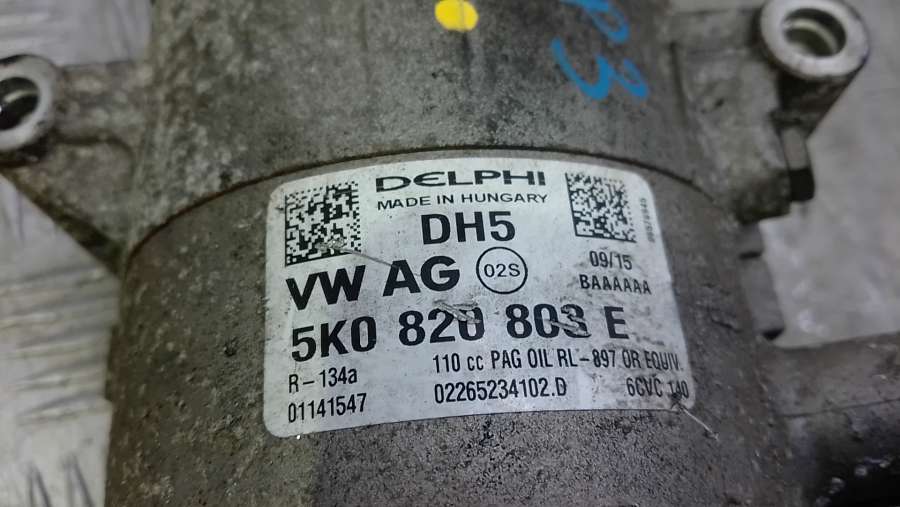 P3
DELPHI
MADE IN HUNGARY
DH5
VW AG 02S
09/15
BAAAAAA
5K0 820 803 E
110 cc PAG OIL RL-897 OR EQUIV.
R-134a
02265234102.D
6CVC 140
01141547